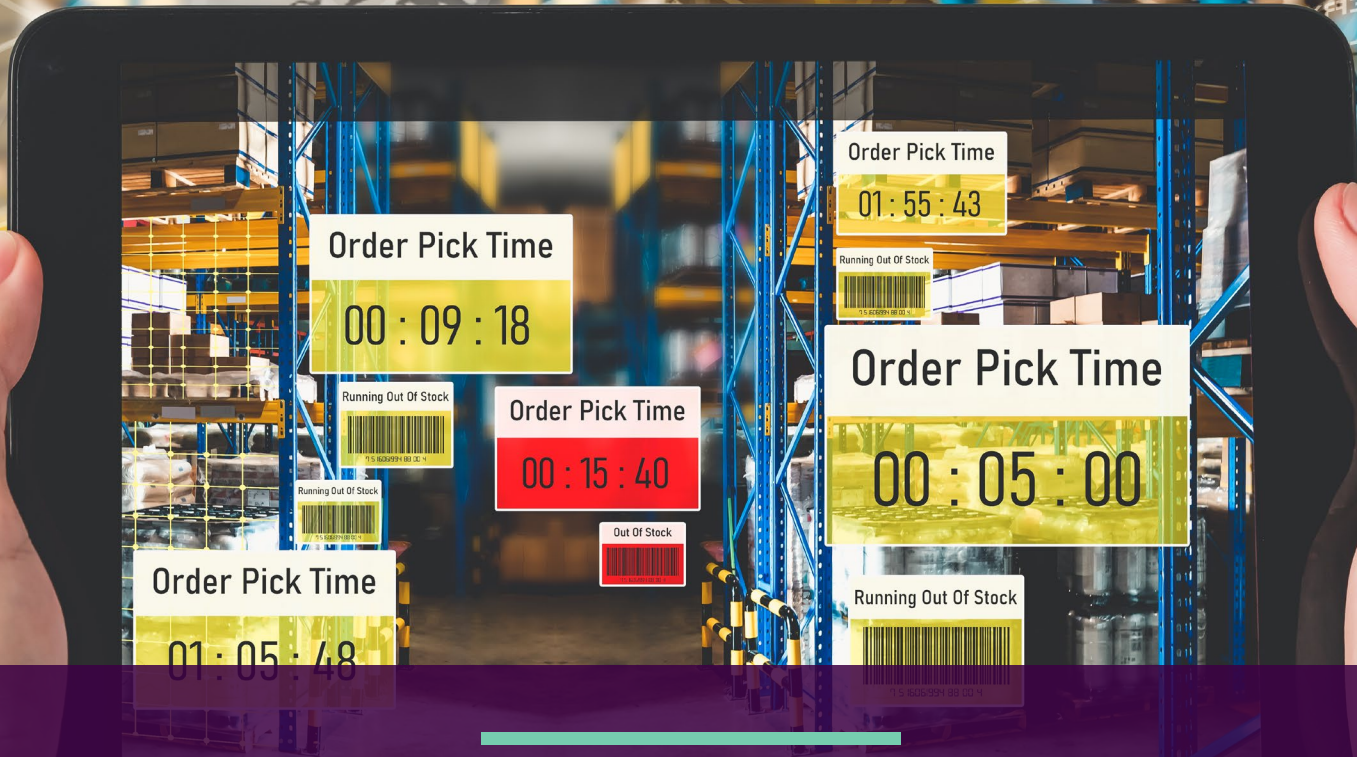 Order Pick Time
01 : 55 : 43
Running Out Of Stock
Order Pick Time
00 : 09 : 18
Running Out Of Stock
Order Pick Time
00 : 15 : 40
Order Pick Time
00 : 05 : 00
Running Out Of Stock
Out Of Stock
Order Pick Time
01 : 05 : 48
Running Out Of Stock